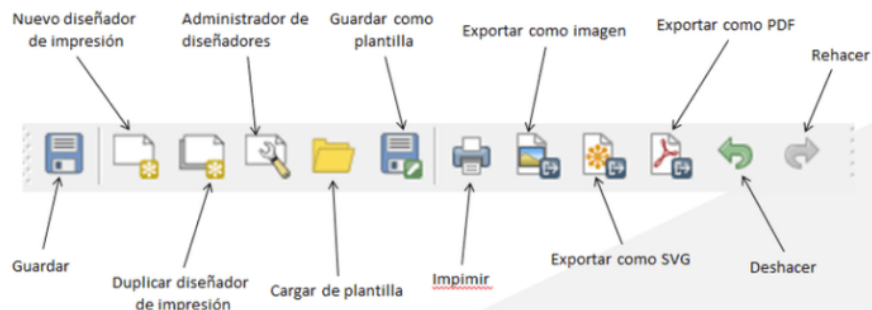 Nuevo diseñador
de impresión
Administrador de
diseñadores
Guardar como
plantilla
Exportar como imagen
Exportar como PDF
Rehacer
Guardar
Duplicar diseñador
de impresión
Cargar de plantilla
Impimir
Exportar como SVG
Deshacer